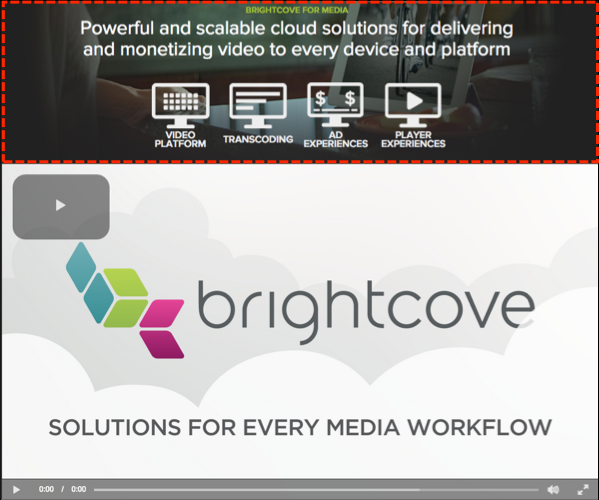 BRIGHTCOVE FOR MEDIA
Powerful and scalable cloud solutions for delivering
and monetizing video to every device and platform
$ $
VIDEO
PLATFORM
TRANSCODING
AD
EXPERIENCES
PLAYER
EXPERIENCES
brightcove
SOLUTIONS FOR EVERY MEDIA WORKFLOW
0:00 / 0:00